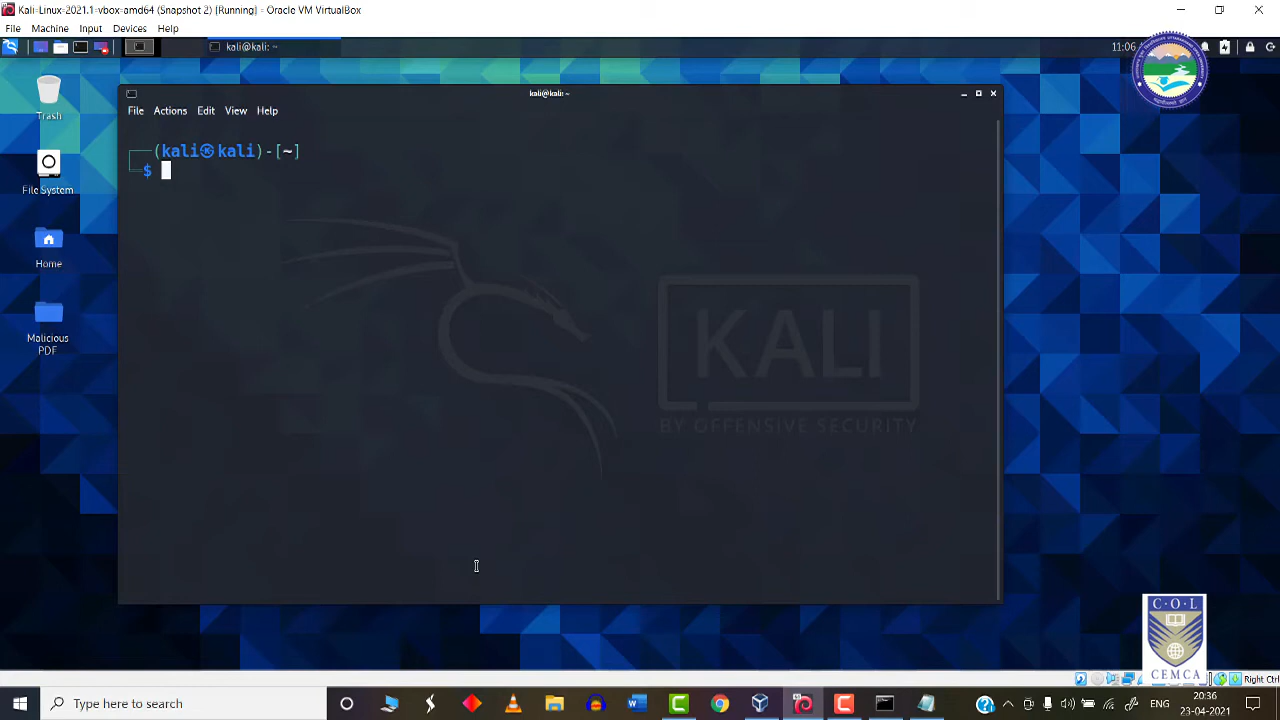 Kali-Linux-2021.1-vbox-amd64 (Snapshot 2) [Running] - Oracle VM VirtualBox
File Machine Input Devices Help
kali@kali: ~
11:06
Trash
File System
Home
Malicious
PDF
kali@kali: ~
File Actions Edit View Help
(kali㉿kali)-[~]
$
KALI
BY OFFENSIVE SECURITY
C·O·L
CEMCA
Right Ctrl
Type here to search
ENG
20:36
23-04-2021